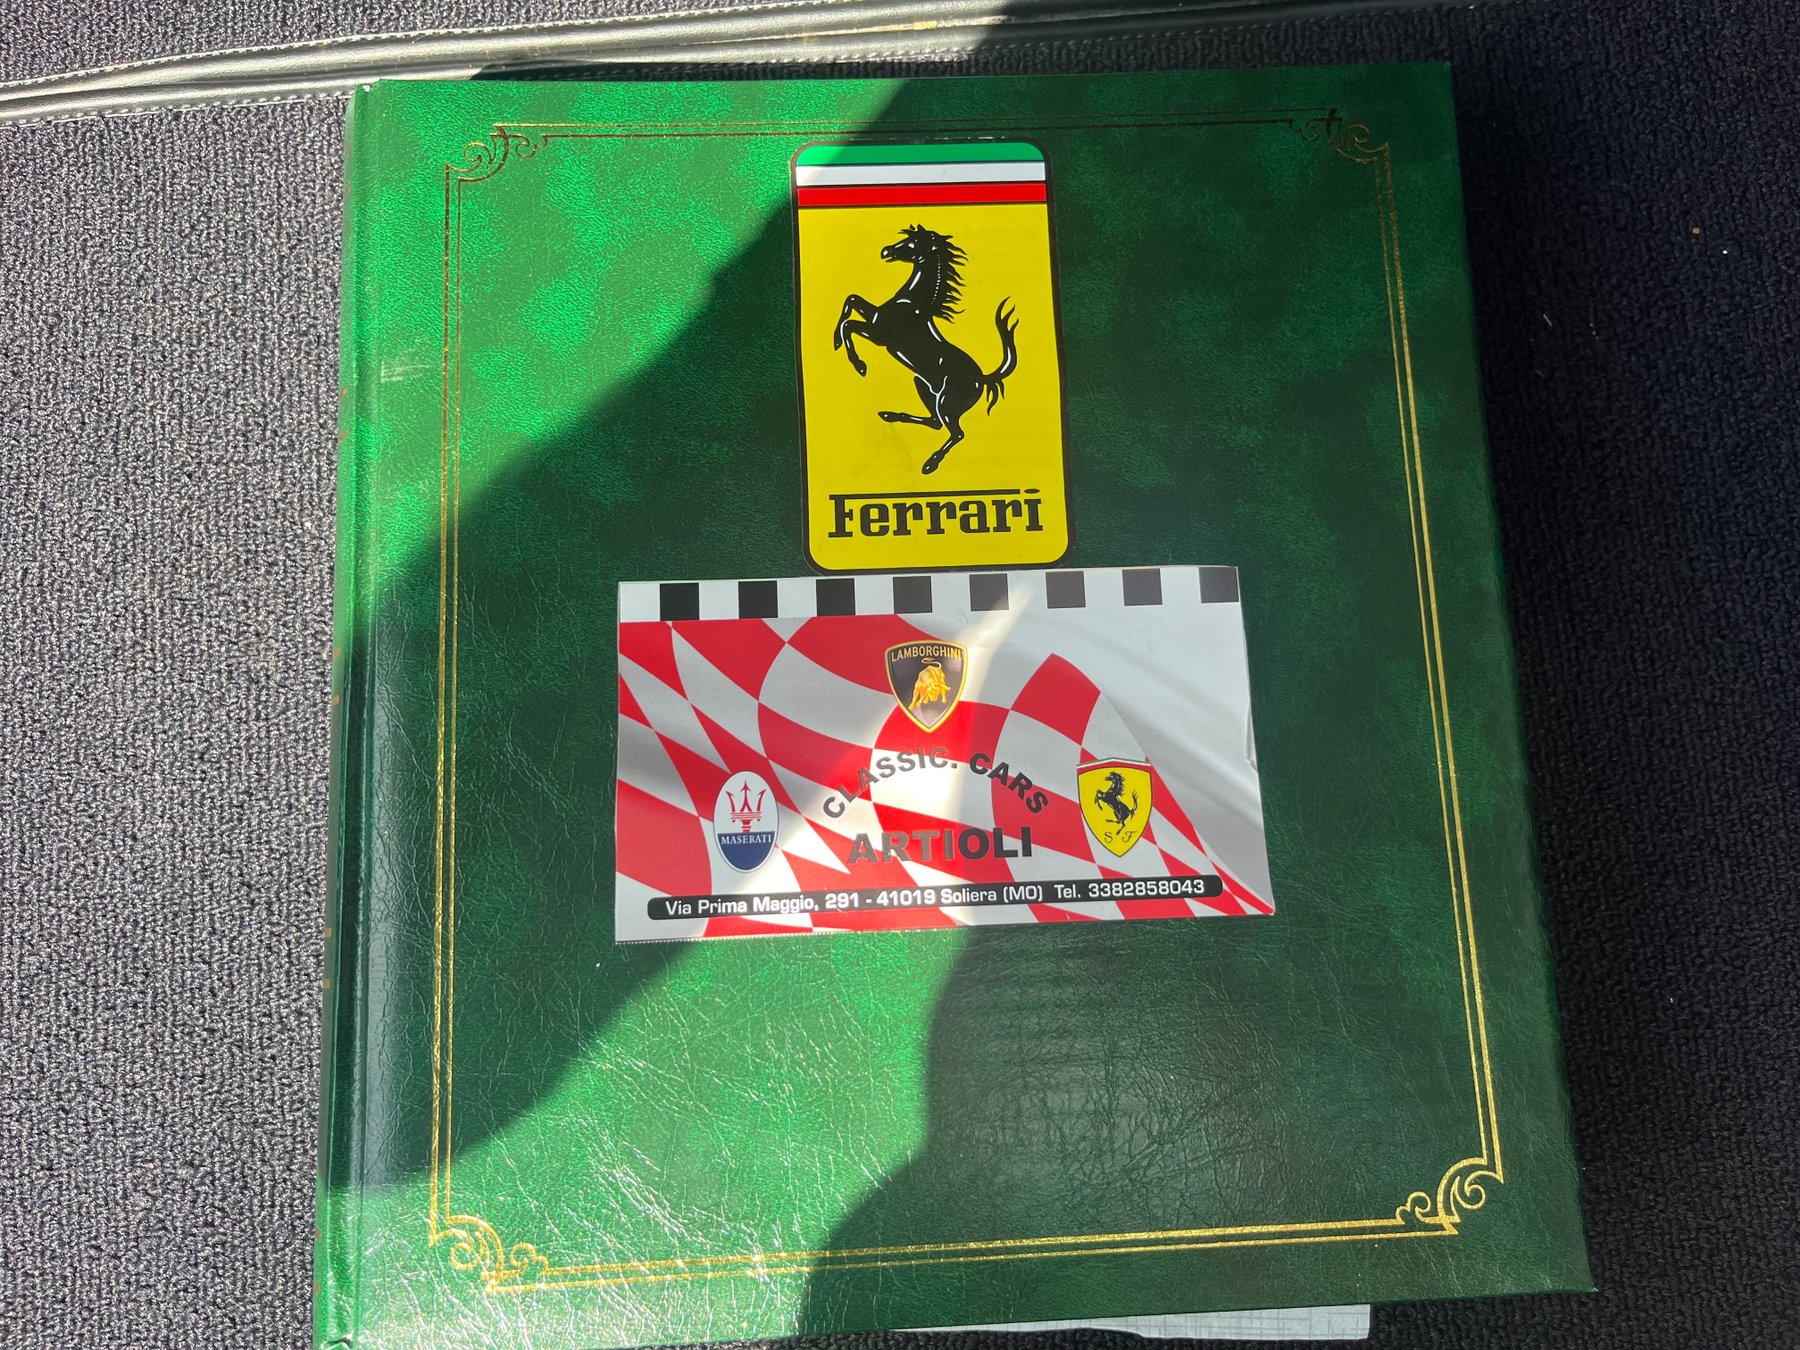 Ferrari
LAMBORGHINI
CLASSIC. CARS
MASERATI
ARTIOLI
S F
Via Prima Maggio, 291 - 41019 Soliera (MO) Tel. 3382858043